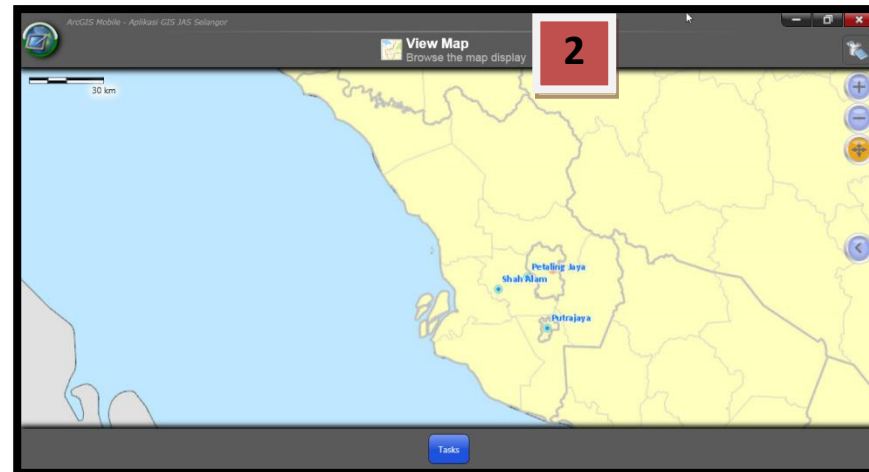 ArcGIS Mobile - Aplikasi GIS JAS Selangor
View Map
Browse the map display
2
30 km
Petaling Jaya
Shah Alam
Putrajaya
Tasks